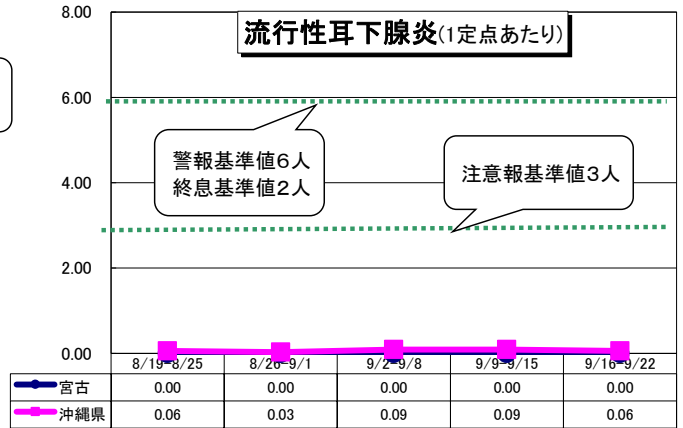 流行性耳下腺炎(1定点あたり)
8.00
6.00
4.00
2.00
0.00
警報基準値6人
終息基準値2人
注意報基準値3人
8/19-8/25 8/26-9/1 9/2-9/8 9/9-9/15 9/16-9/22
宮古 0.00 0.00 0.00 0.00 0.00
沖縄県 0.06 0.03 0.09 0.09 0.06